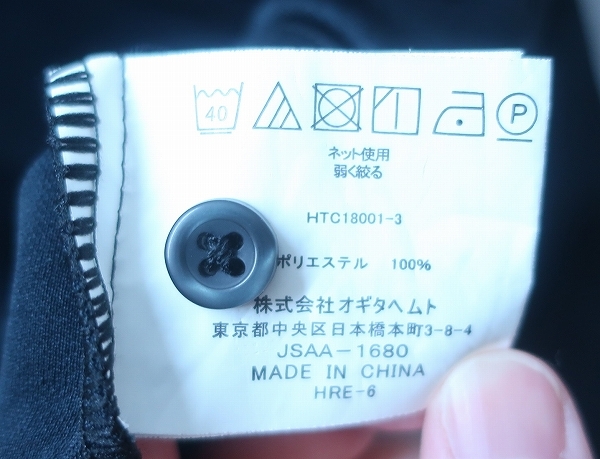 40
P
ネット使用
弱く絞る
HTC18001-3
ポリエステル 100%
株式会社オギタヘムト
東京都中央区日本橋本町3-8-4
JSAA-1680
MADE IN CHINA
HRE-6